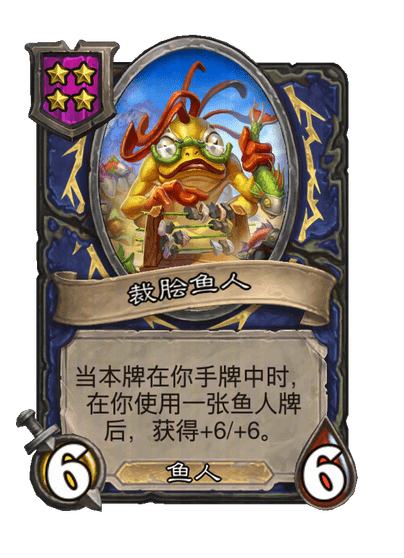 裁脍鱼人
当本牌在你手牌中时，
在你使用一张鱼人牌
后，获得+6/+6。
6
鱼人
6